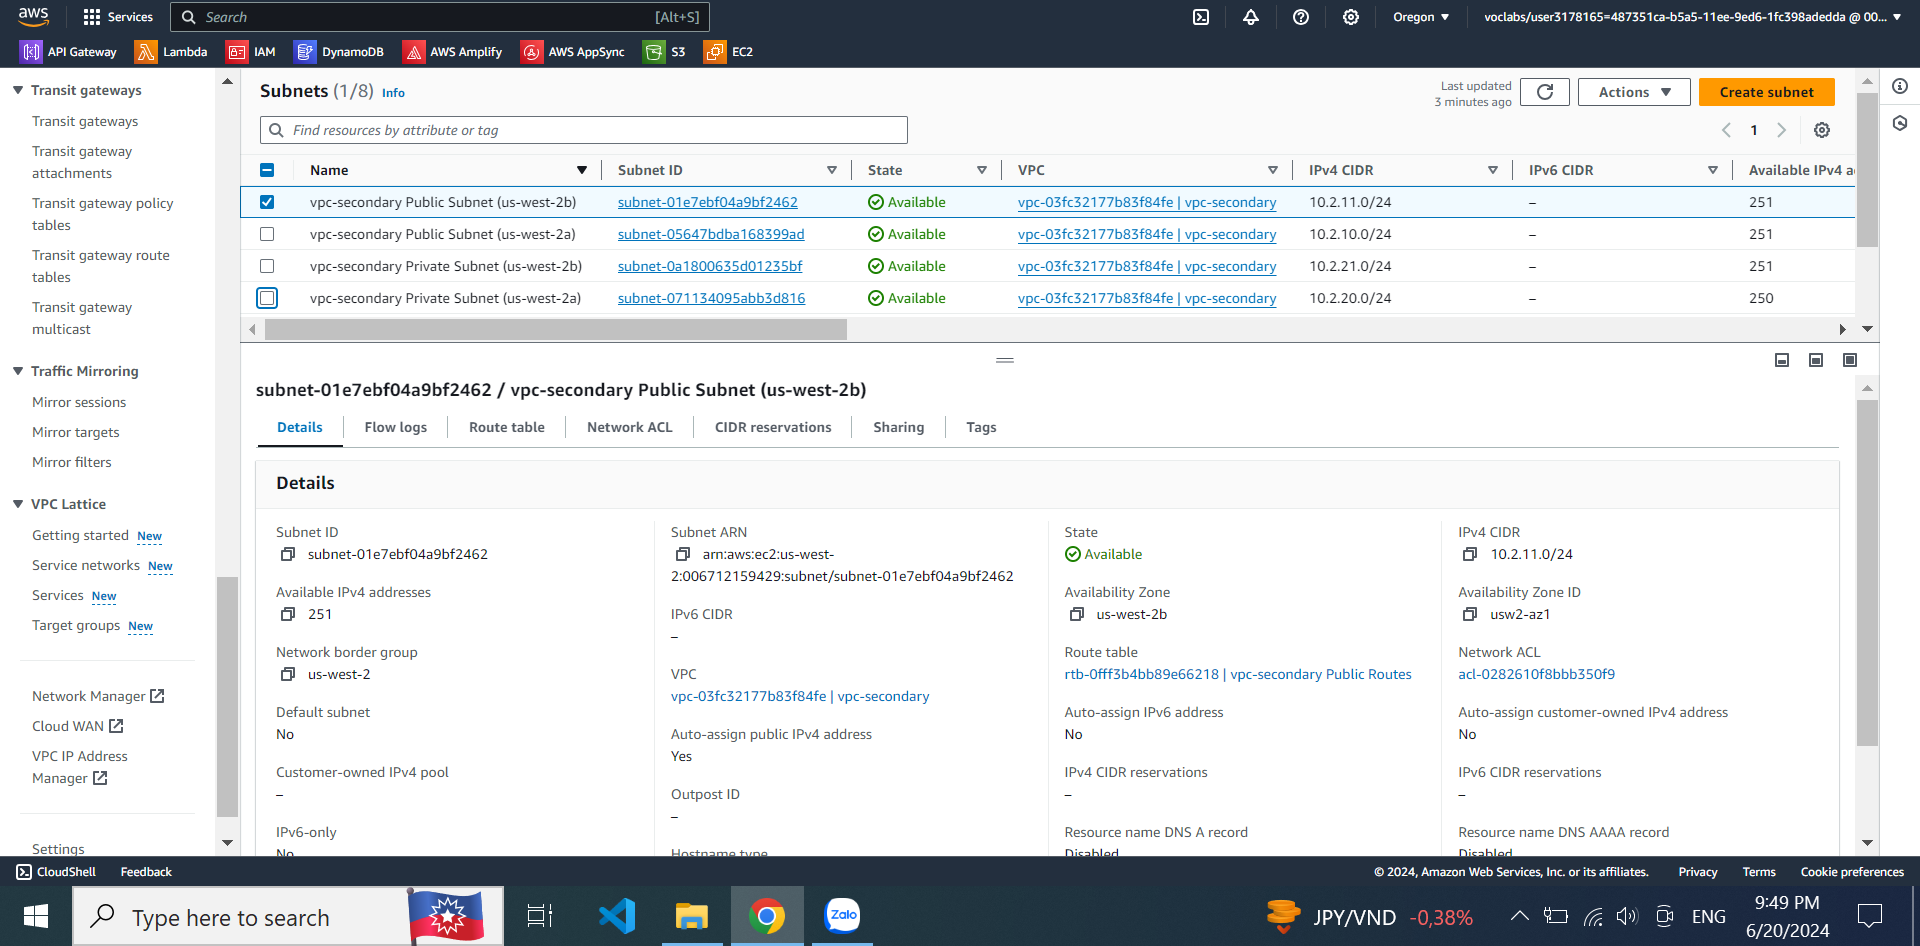 aws
Services
Search
[Alt+S]
Oregon
voclabs/user3178165=487351ca-b5a5-11ee-9ed6-1fc398adedda @ 00...
API Gateway
Lambda
IAM
DynamoDB
AWS Amplify
AWS AppSync
S3
EC2
Transit gateways
Transit gateways
Transit gateway
attachments
Transit gateway policy
tables
Transit gateway route
tables
Transit gateway
multicast
Traffic Mirroring
Mirror sessions
Mirror targets
Mirror filters
VPC Lattice
Getting started New
Service networks New
Services New
Target groups New
Network Manager
Cloud WAN
VPC IP Address
Manager
Settings
Subnets (1/8) Info
Last updated
3 minutes ago
Actions
Create subnet
Find resources by attribute or tag
1
Name Subnet ID State VPC IPv4 CIDR IPv6 CIDR Available IPv4 a
vpc-secondary Public Subnet (us-west-2b) subnet-01e7ebf04a9bf2462 Available vpc-03fc32177b83f84fe | vpc-secondary 10.2.11.0/24 – 251
vpc-secondary Public Subnet (us-west-2a) subnet-05647bdba168399ad Available vpc-03fc32177b83f84fe | vpc-secondary 10.2.10.0/24 – 251
vpc-secondary Private Subnet (us-west-2b) subnet-0a1800635d01235bf Available vpc-03fc32177b83f84fe | vpc-secondary 10.2.21.0/24 – 251
vpc-secondary Private Subnet (us-west-2a) subnet-071134095abb3d816 Available vpc-03fc32177b83f84fe | vpc-secondary 10.2.20.0/24 – 250
subnet-01e7ebf04a9bf2462 / vpc-secondary Public Subnet (us-west-2b)
Details Flow logs Route table Network ACL CIDR reservations Sharing Tags
Details
Subnet ID
subnet-01e7ebf04a9bf2462
Available IPv4 addresses
251
Network border group
us-west-2
Default subnet
No
Customer-owned IPv4 pool
–
IPv6-only
No
Subnet ARN
arn:aws:ec2:us-west-
2:006712159429:subnet/subnet-01e7ebf04a9bf2462
IPv6 CIDR
–
VPC
vpc-03fc32177b83f84fe | vpc-secondary
Auto-assign public IPv4 address
Yes
Outpost ID
–
Hostname type
State
Available
Availability Zone
us-west-2b
Route table
rtb-0fff3b4bb89e66218 | vpc-secondary Public Routes
Auto-assign IPv6 address
No
IPv4 CIDR reservations
–
Resource name DNS A record
Disabled
IPv4 CIDR
10.2.11.0/24
Availability Zone ID
usw2-az1
Network ACL
acl-0282610f8bbb350f9
Auto-assign customer-owned IPv4 address
No
IPv6 CIDR reservations
–
Resource name DNS AAAA record
Disabled
CloudShell
Feedback
© 2024, Amazon Web Services, Inc. or its affiliates.
Privacy
Terms
Cookie preferences
Type here to search
Zalo
JPY/VND -0,38%
ENG
9:49 PM
6/20/2024